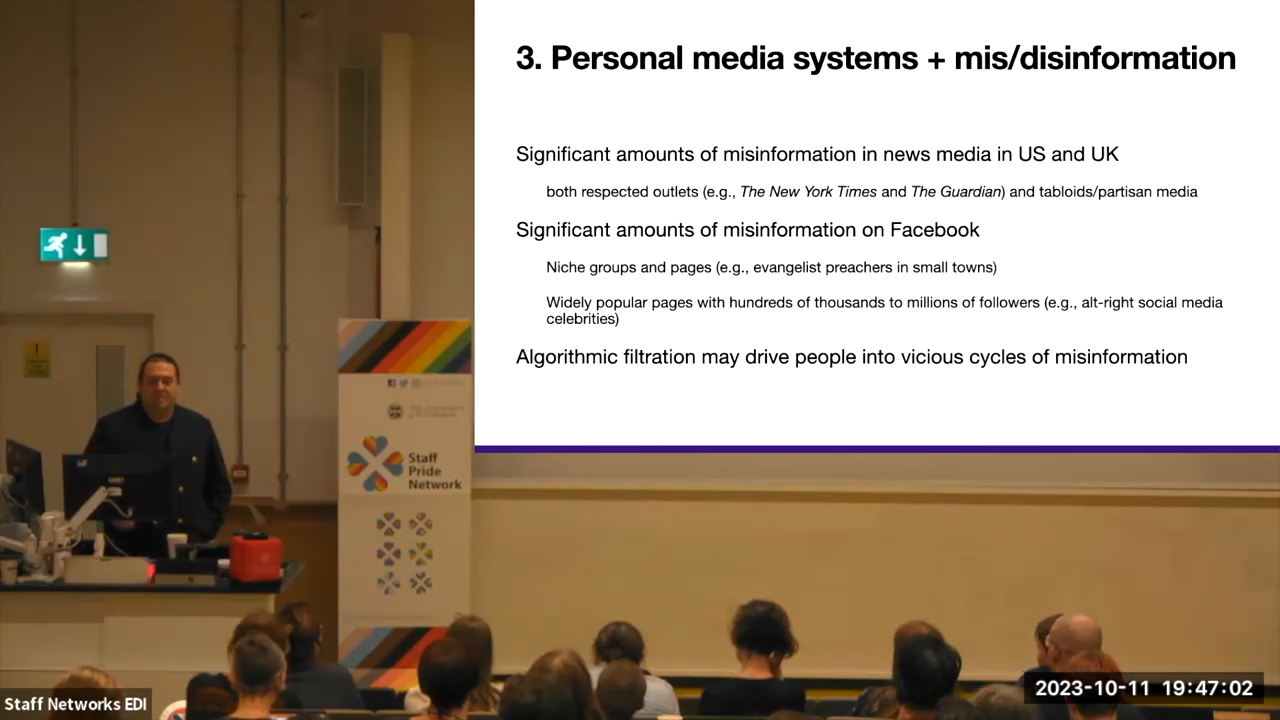 3. Personal media systems + mis/disinformation
Significant amounts of misinformation in news media in US and UK
both respected outlets (e.g., The New York Times and The Guardian) and tabloids/partisan media
Significant amounts of misinformation on Facebook
Niche groups and pages (e.g., evangelist preachers in small towns)
Widely popular pages with hundreds of thousands to millions of followers (e.g., alt-right social media
celebrities)
Algorithmic filtration may drive people into vicious cycles of misinformation
Staff
Pride
Network
Staff Networks EDI
2023-10-11 19:47:02